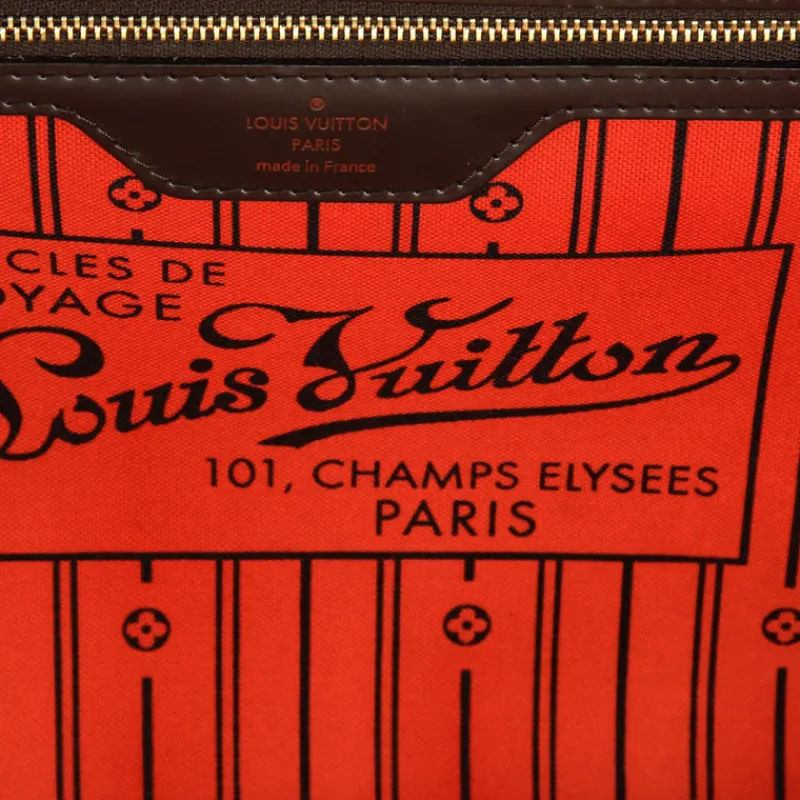 LOUIS VUITTON
PARIS
made in France
CLES DE
OYAGE
Louis Vuitton
101, CHAMPS ELYSEES
PARIS